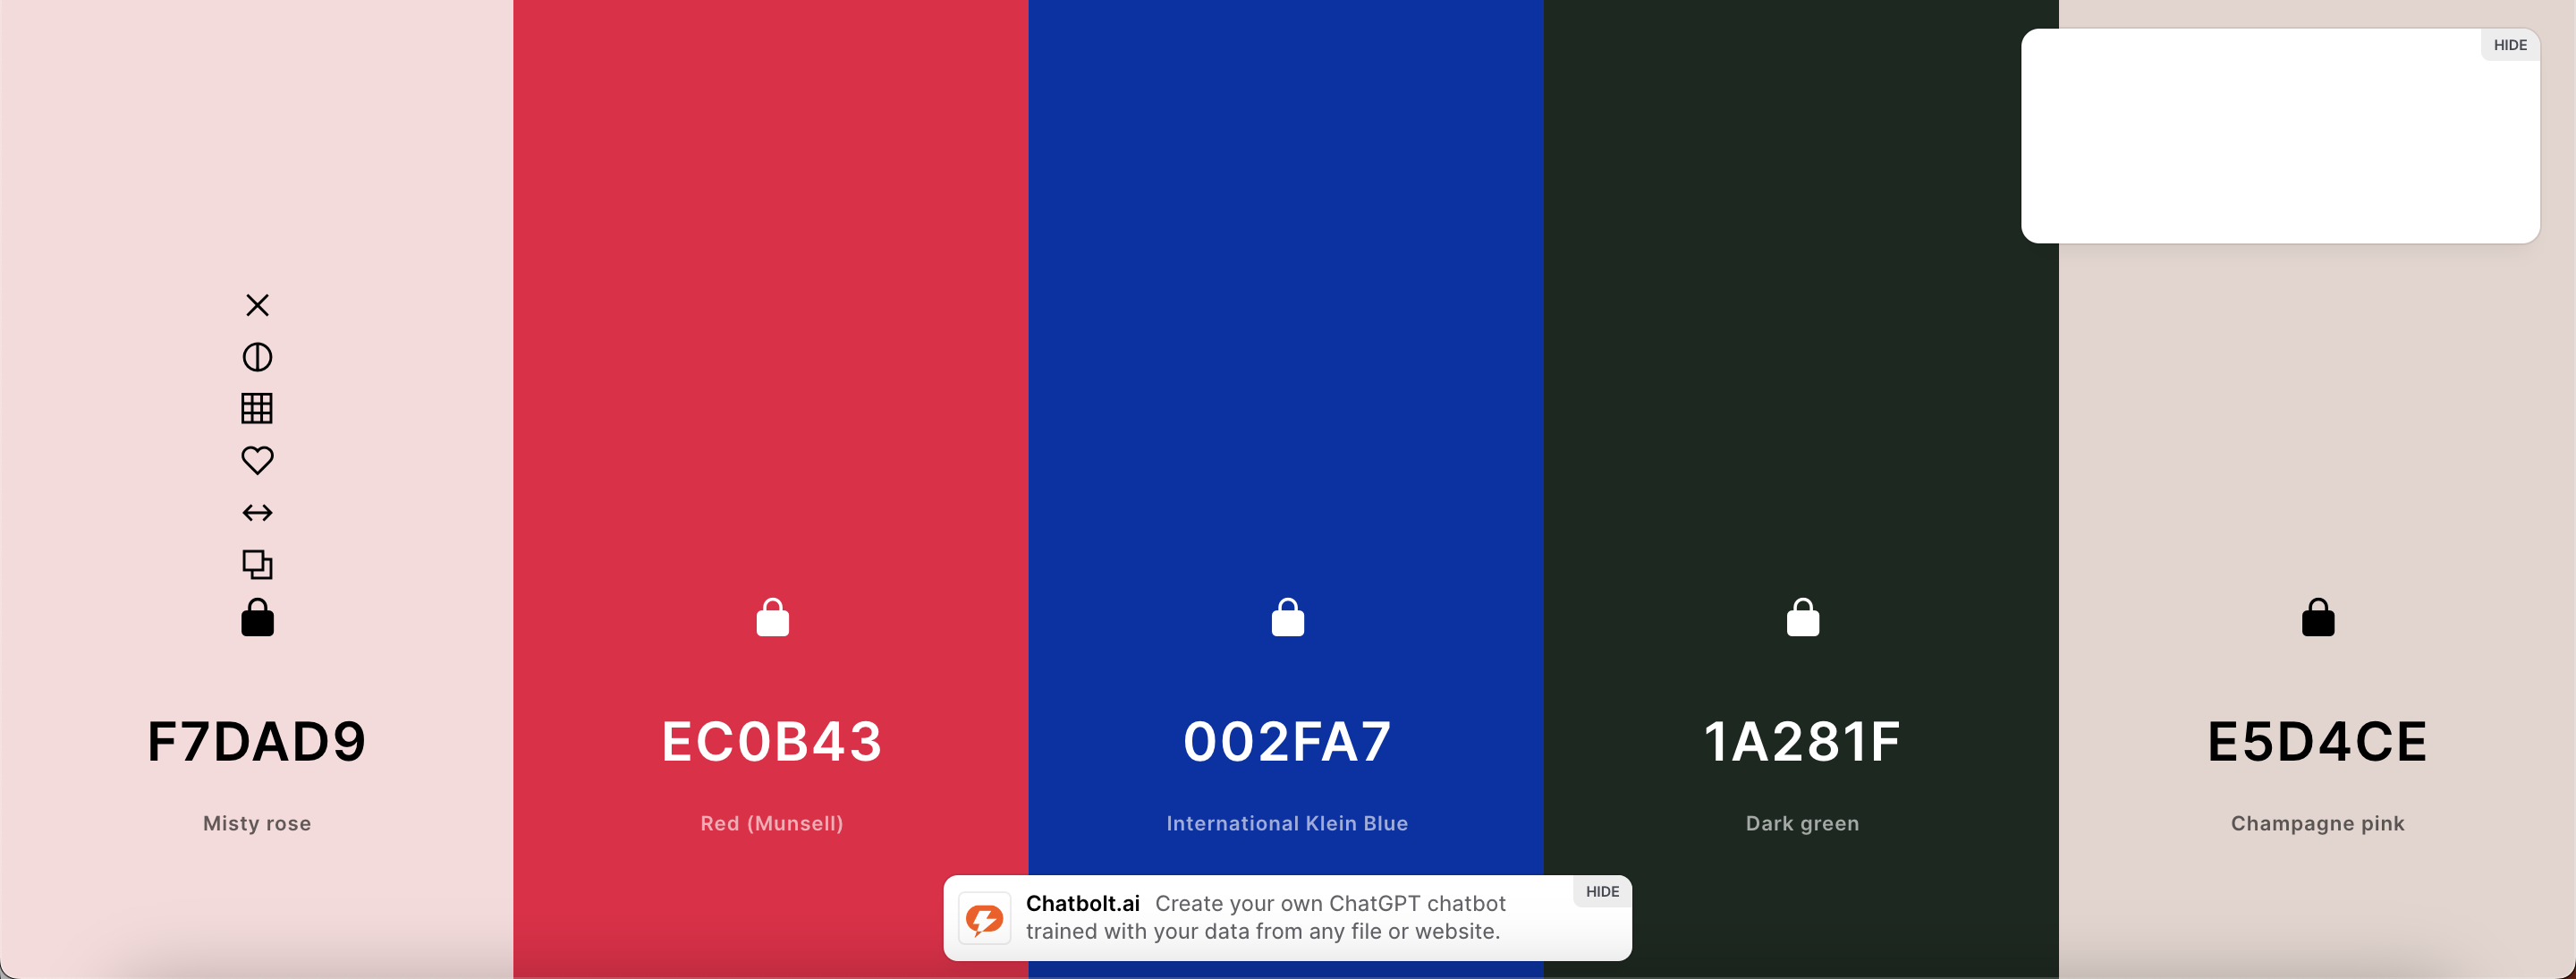 HIDE
F7DAD9
EC0B43
002FA7
1A281F
E5D4CE
Misty rose
Red (Munsell)
International Klein Blue
Dark green
Champagne pink
HIDE
Chatbolt.ai Create your own ChatGPT chatbot
trained with your data from any file or website.